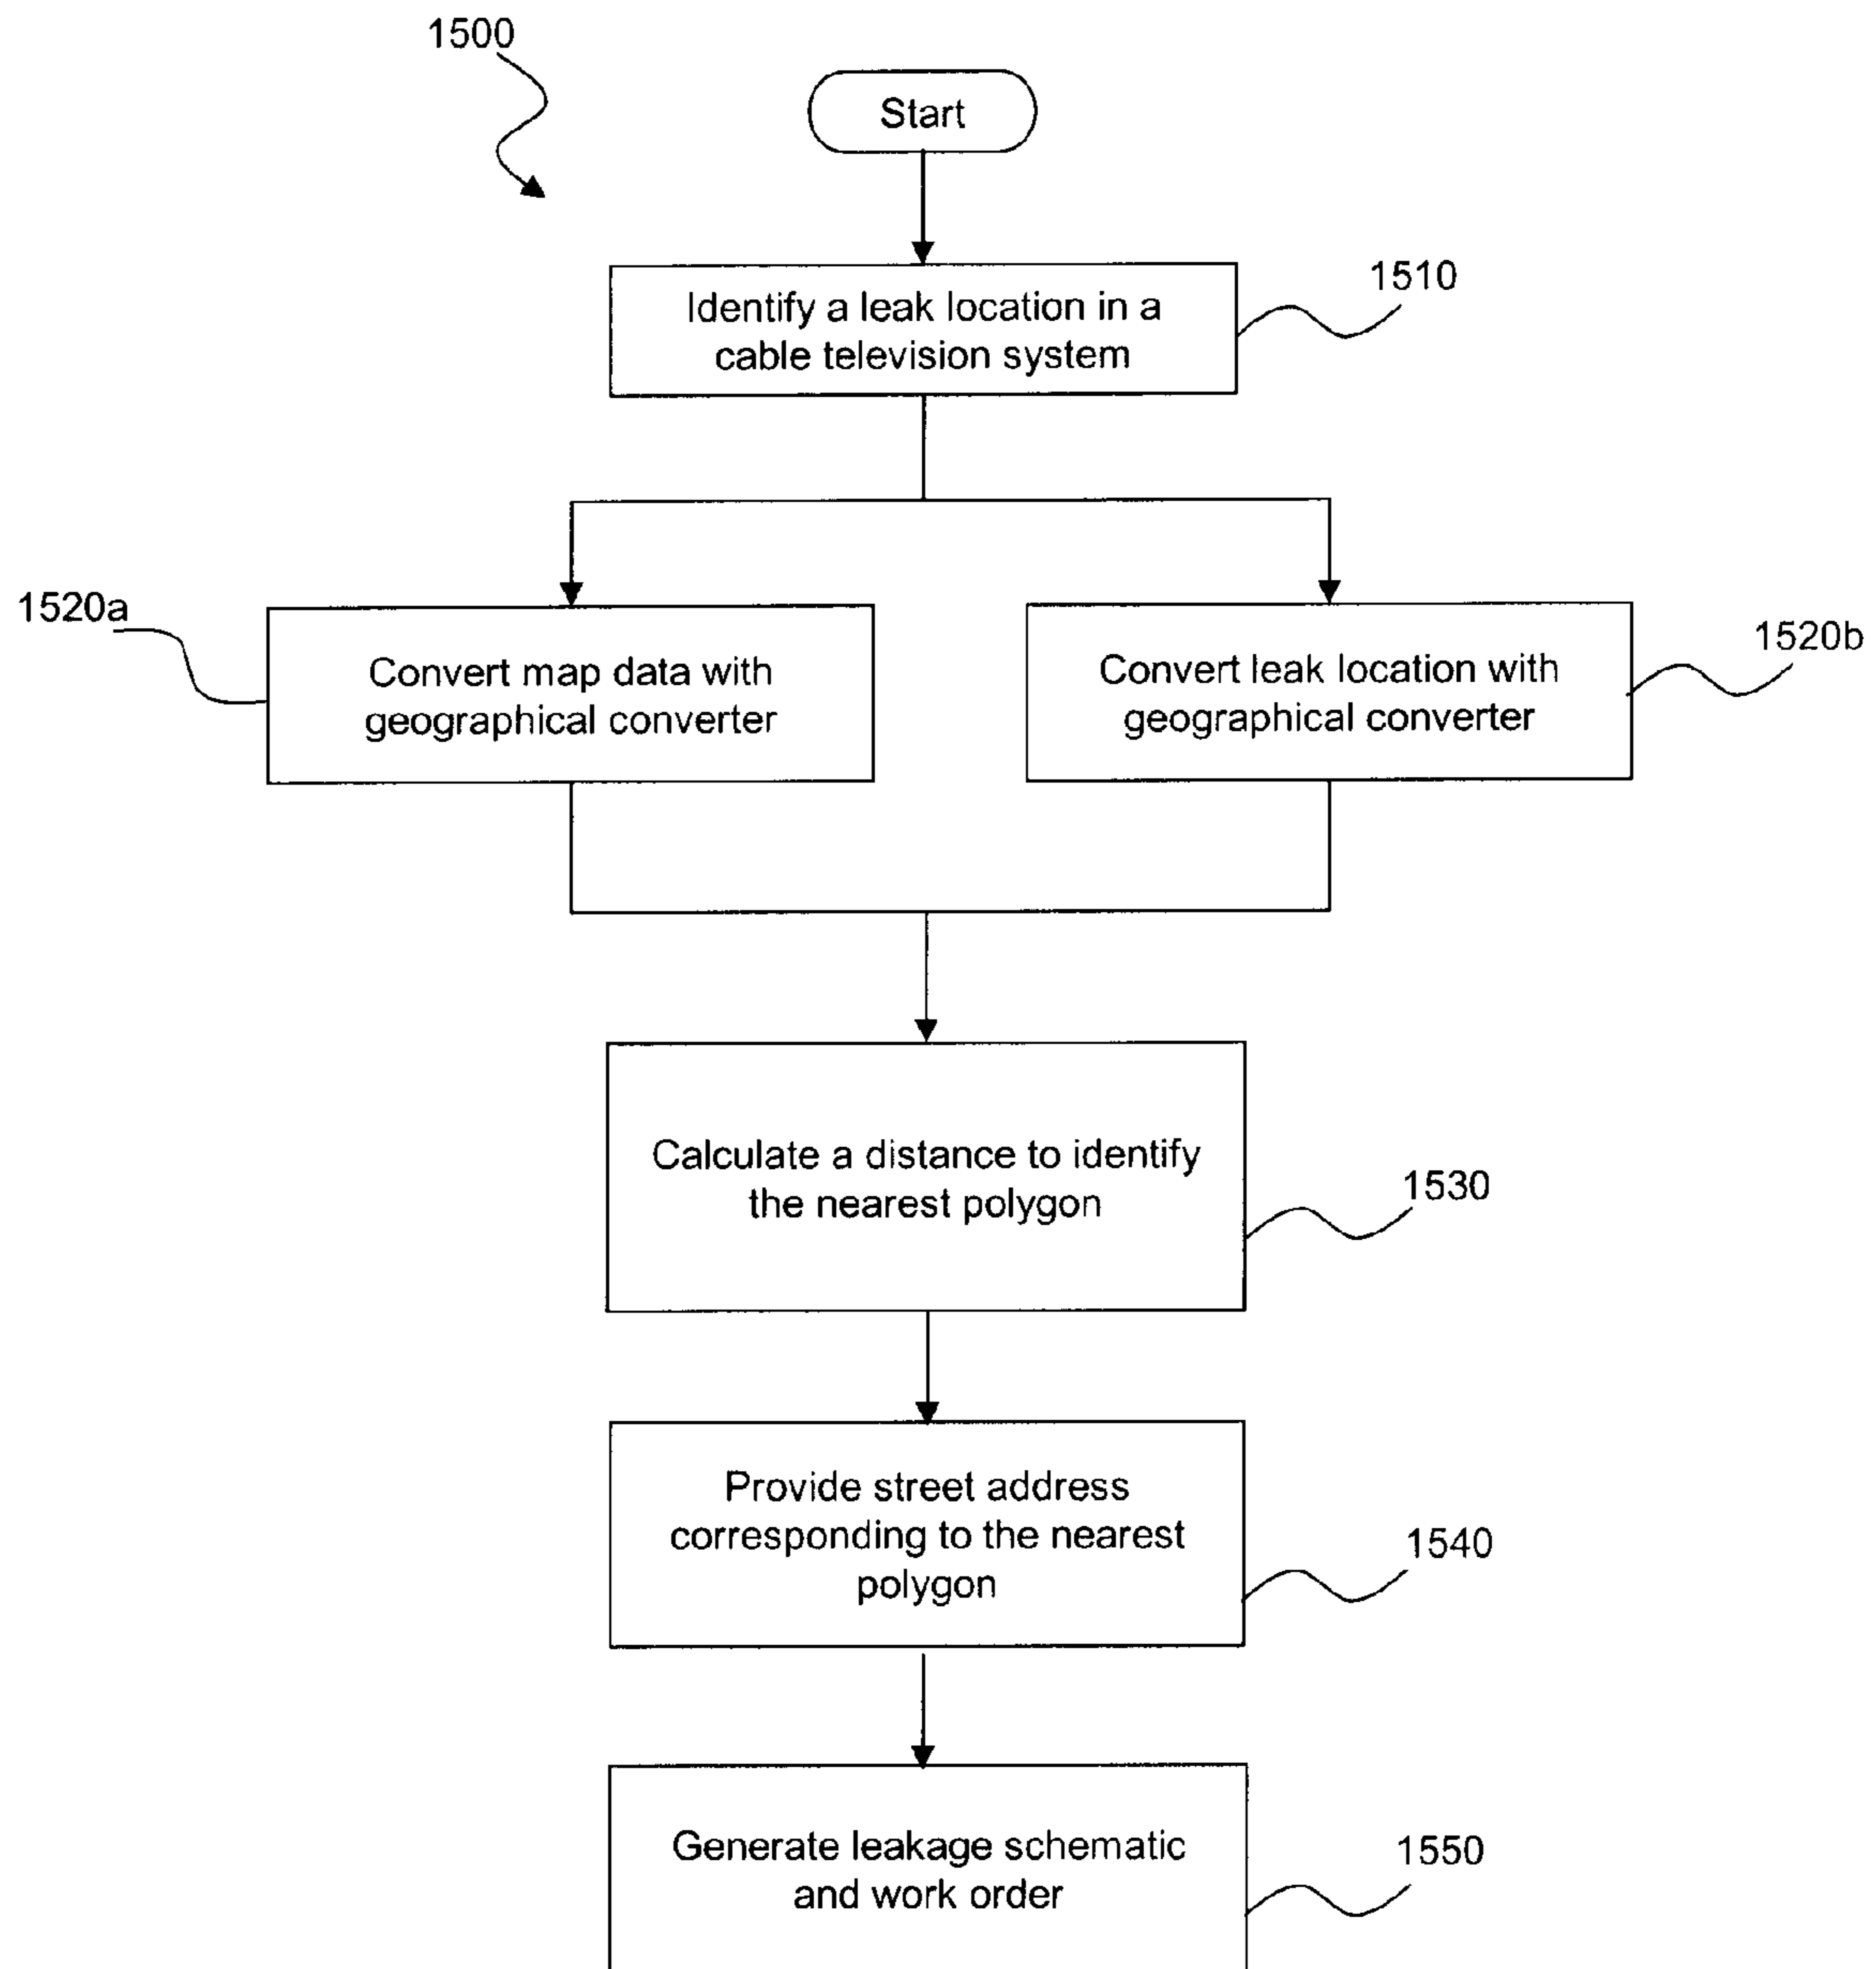 1500
Start
Identify a leak location in a
cable television system
1510
1520a
Convert map data with
geographical converter
Convert leak location with
geographical converter
1520b
Calculate a distance to identify
the nearest polygon
1530
Provide street address
corresponding to the nearest
polygon
1540
Generate leakage schematic
and work order
1550